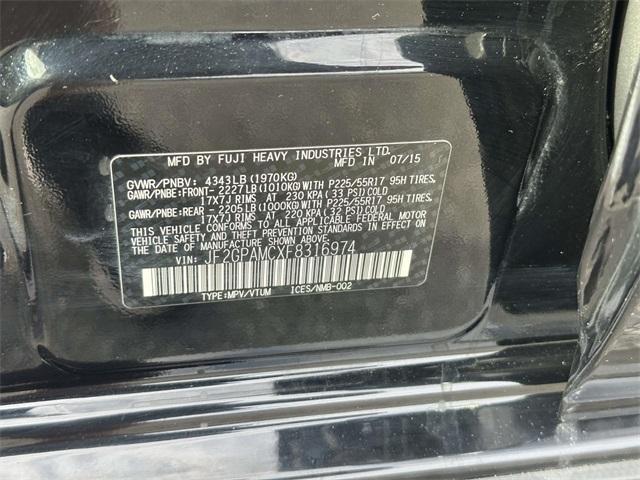 MFD BY FUJI HEAVY INDUSTRIES LTD.
MFD. IN 07/15
GVWR/PNBV: 4343LB(1970KG)
GAWR/PNBE:FRONT- 2227LB(1010KG)WITH P225/55R17 95H TIRES.
17X7J RIMS AT 230 KPA(33 PSI)COLD
GAWR/PNBE:REAR - 2205LB(1000KG)WITH P225/55R17 95H TIRES.
17X7J RIMS AT 220 KPA(32 PSI)COLD
THIS VEHICLE CONFORMS TO ALL APPLICABLE FEDERAL MOTOR
VEHICLE SAFETY AND THEFT PREVENTION STANDARDS IN EFFECT ON
THE DATE OF MANUFACTURE SHOWN ABOVE.
VIN: JF2GPAMCXF8316974
TYPE:MPV/VTUM ICES/NMB-002